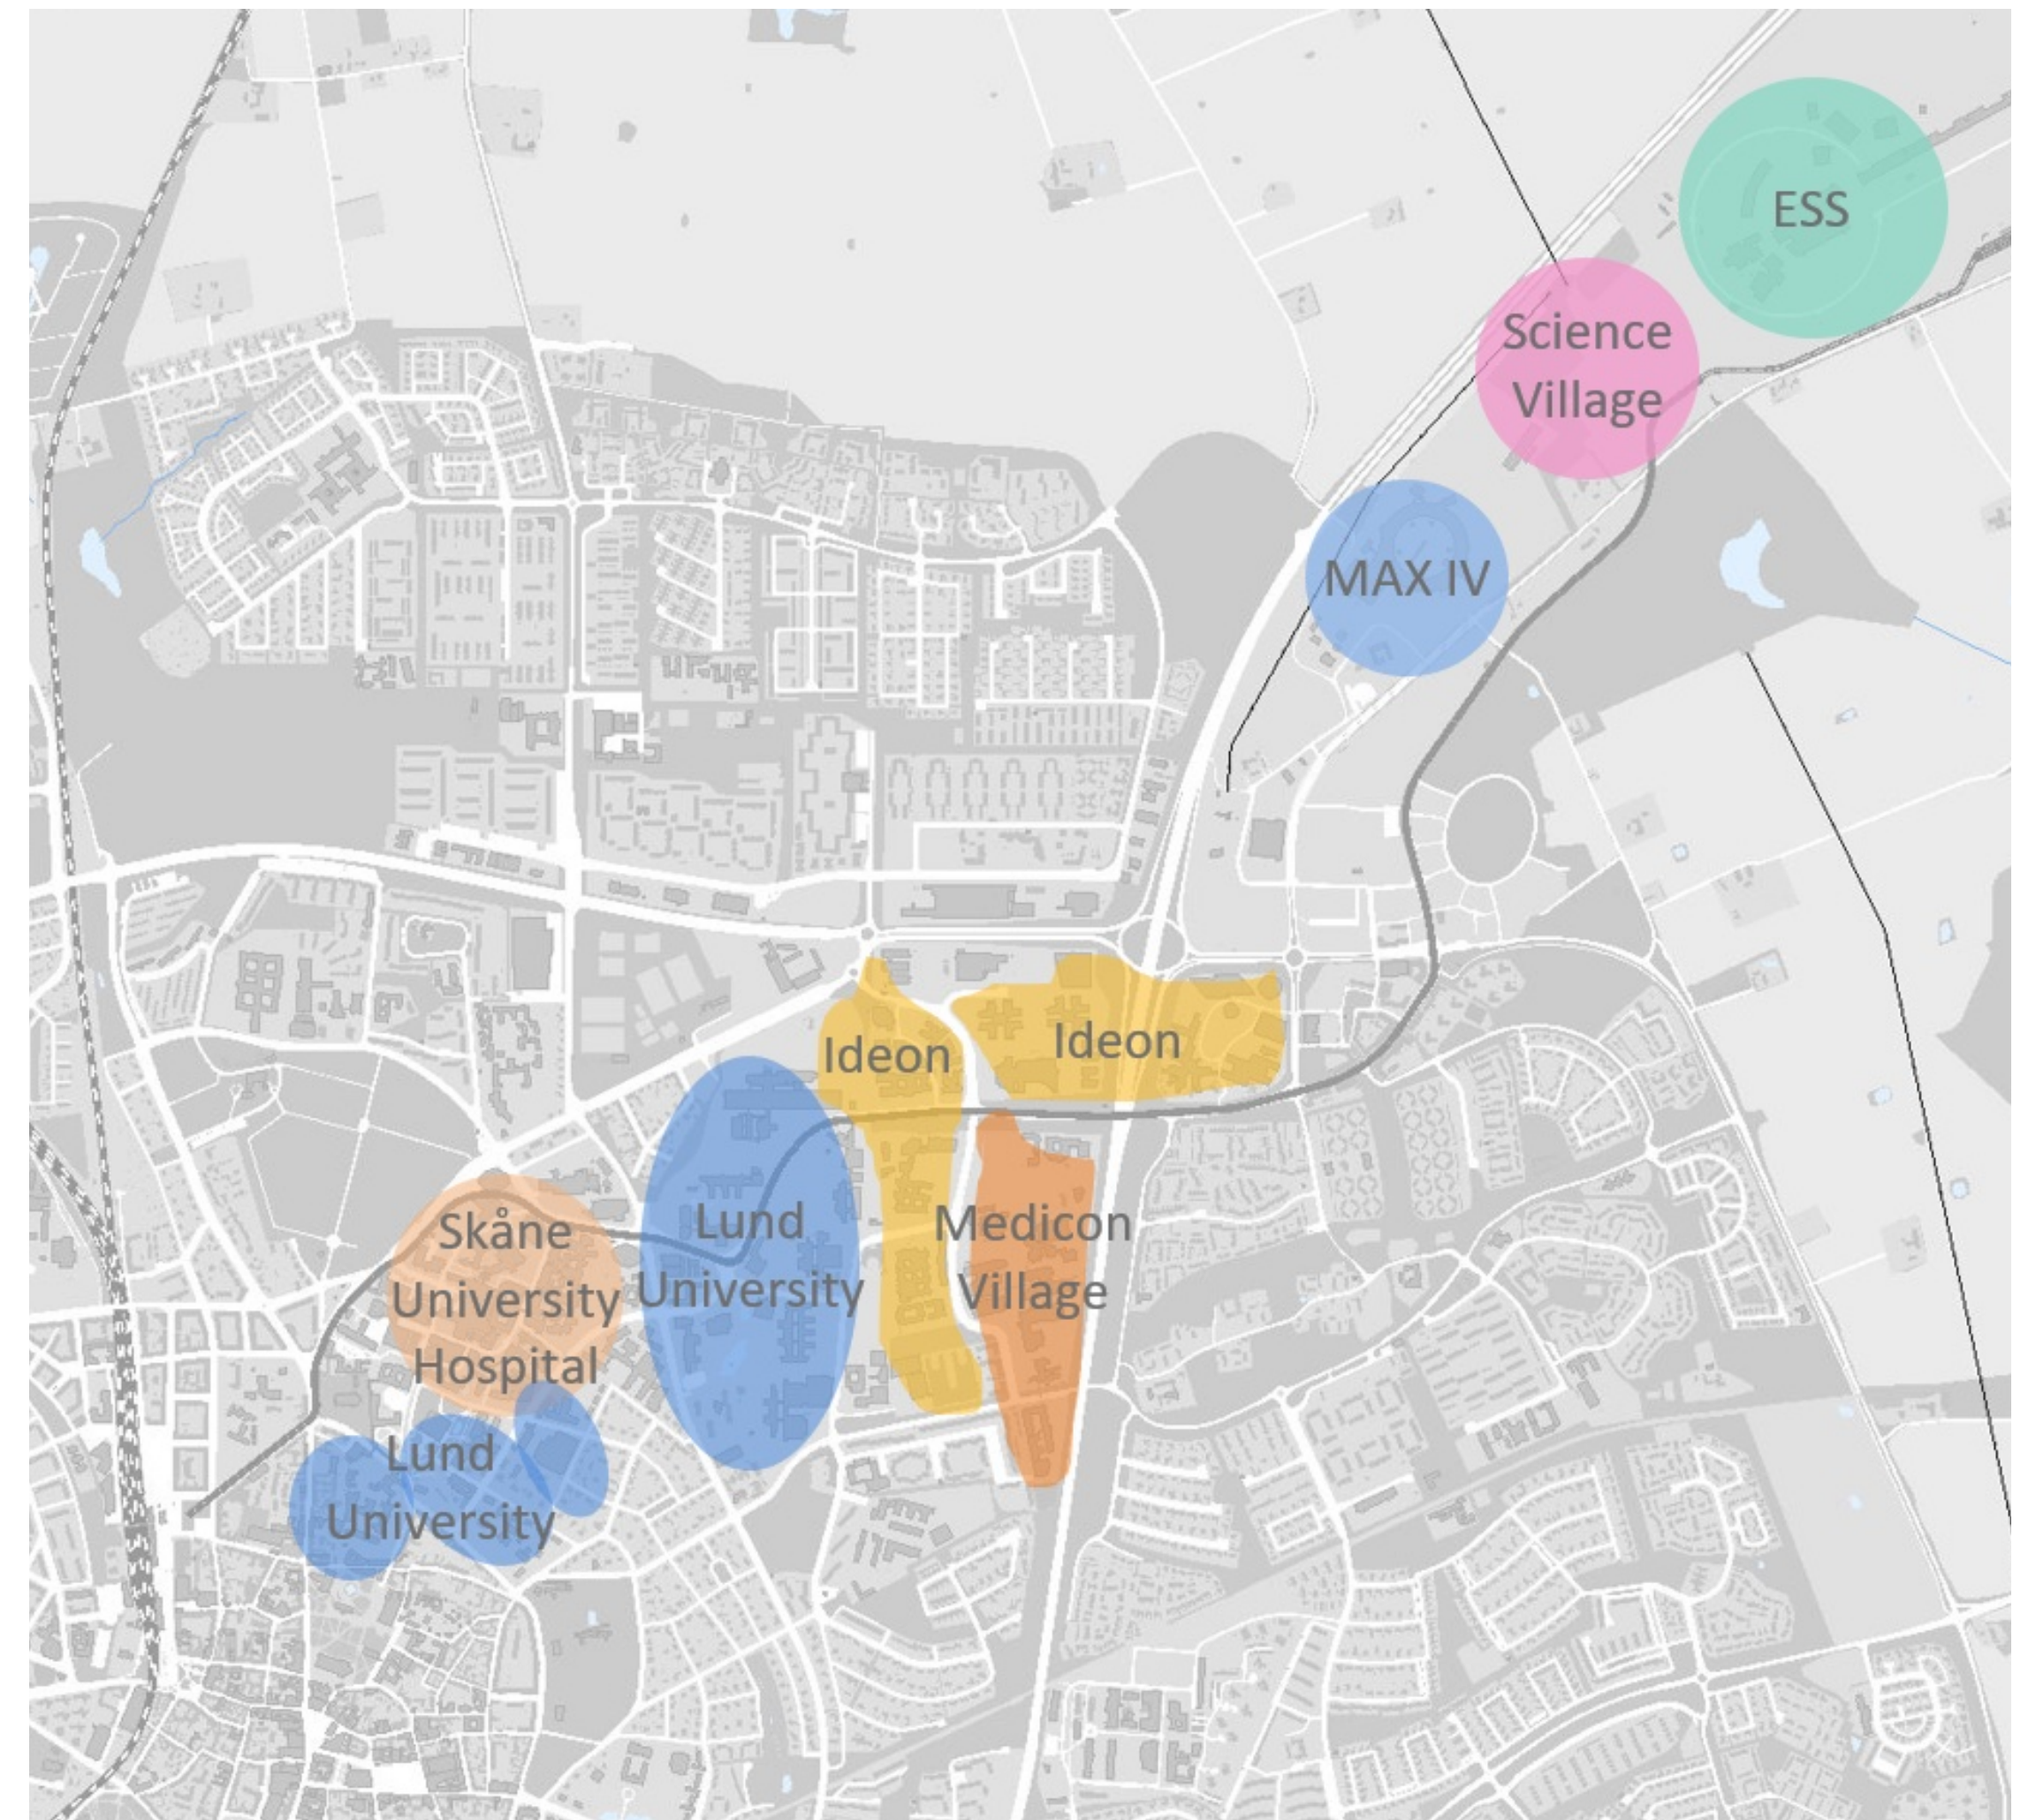 ESS
Science
Village
MAX IV
Ideon
Ideon
Medicon
Village
Lund
University
Skåne
University
Hospital
Lund
University